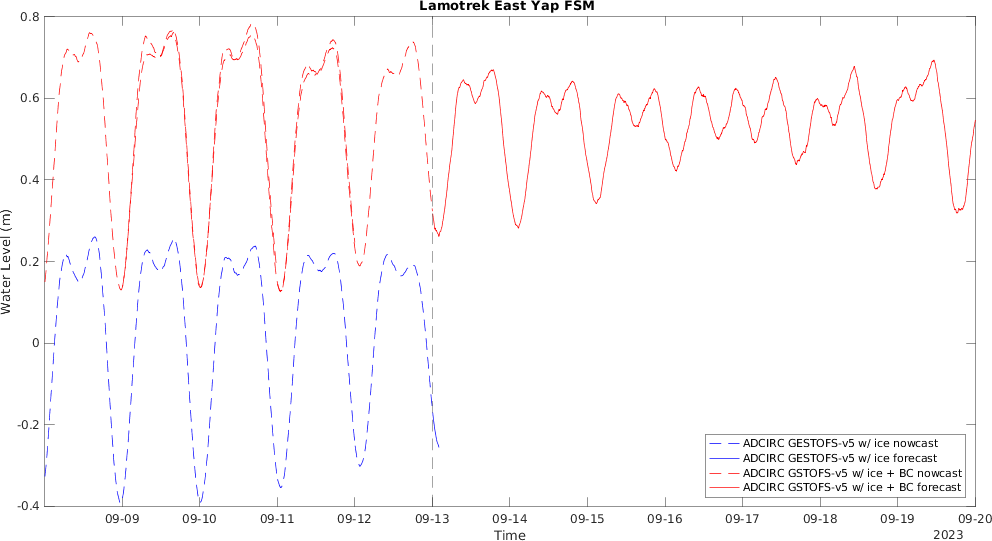 Lamotrek East Yap FSM
0.8
0.6
0.4
0.2
0
-0.2
-0.4
Water Level (m)
ADCIRC GESTOFS-v5 w/ ice nowcast
ADCIRC GESTOFS-v5 w/ ice forecast
ADCIRC GSTOFS-v5 w/ ice + BC nowcast
ADCIRC GSTOFS-v5 w/ ice + BC forecast
09-09 09-10 09-11 09-12 09-13 09-14 09-15 09-16 09-17 09-18 09-19 09-20
Time
2023